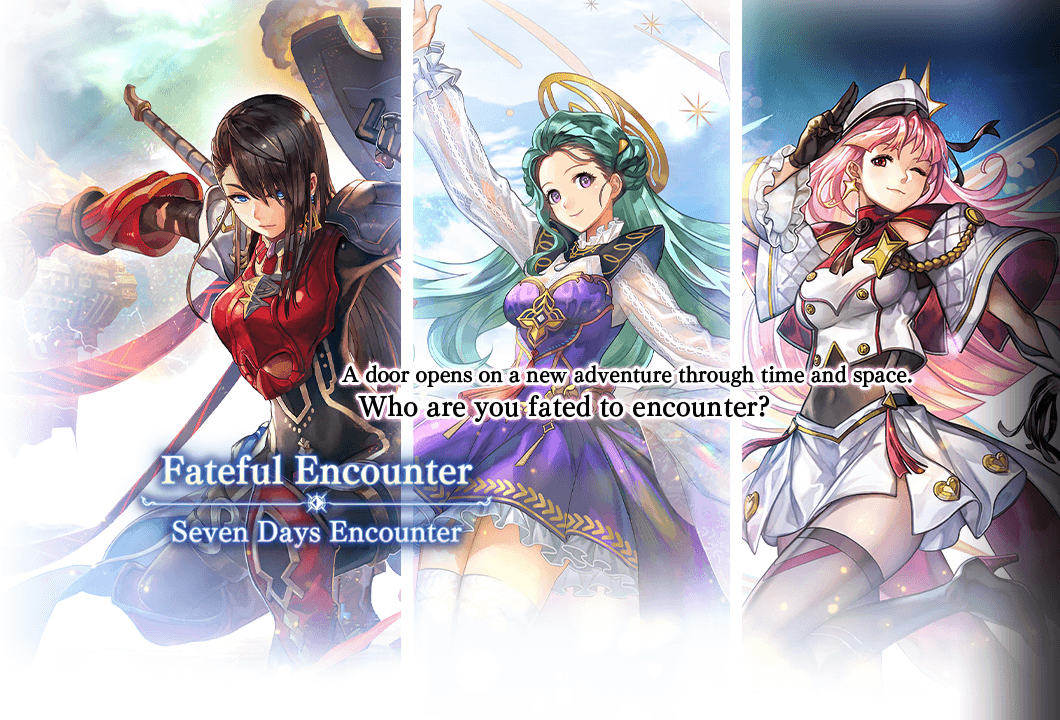 A door opens on a new adventure through time and space.
Who are you fated to encounter?
Fateful Encounter
Seven Days Encounter